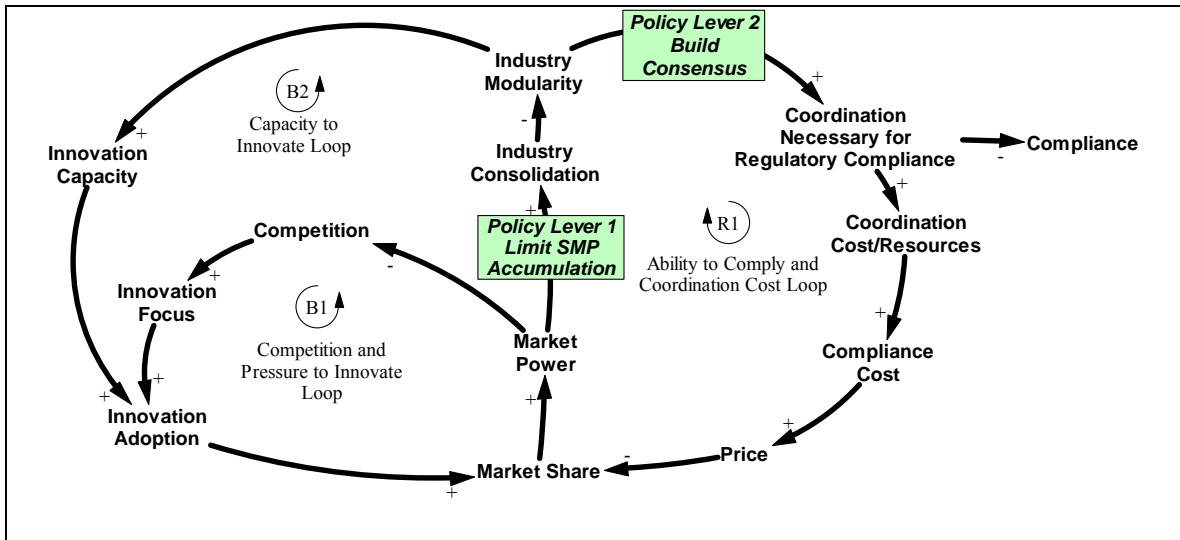 Policy Lever 2
Build
Consensus
Industry
Modularity
+
B2
Capacity to
Innovate Loop
+
-
Coordination
Necessary for
Regulatory Compliance
-
Compliance
Innovation
Capacity
Industry
Consolidation
+
+
Policy Lever 1
Limit SMP
Accumulation
R1
Ability to Comply and
Coordination Cost Loop
Coordination
Cost/Resources
Competition
-
+
Innovation
Focus
B1
Competition and
Pressure to Innovate
Loop
+
Compliance
Cost
Market
Power
+
+
Innovation
Adoption
+
+
Price
-
Market Share
+